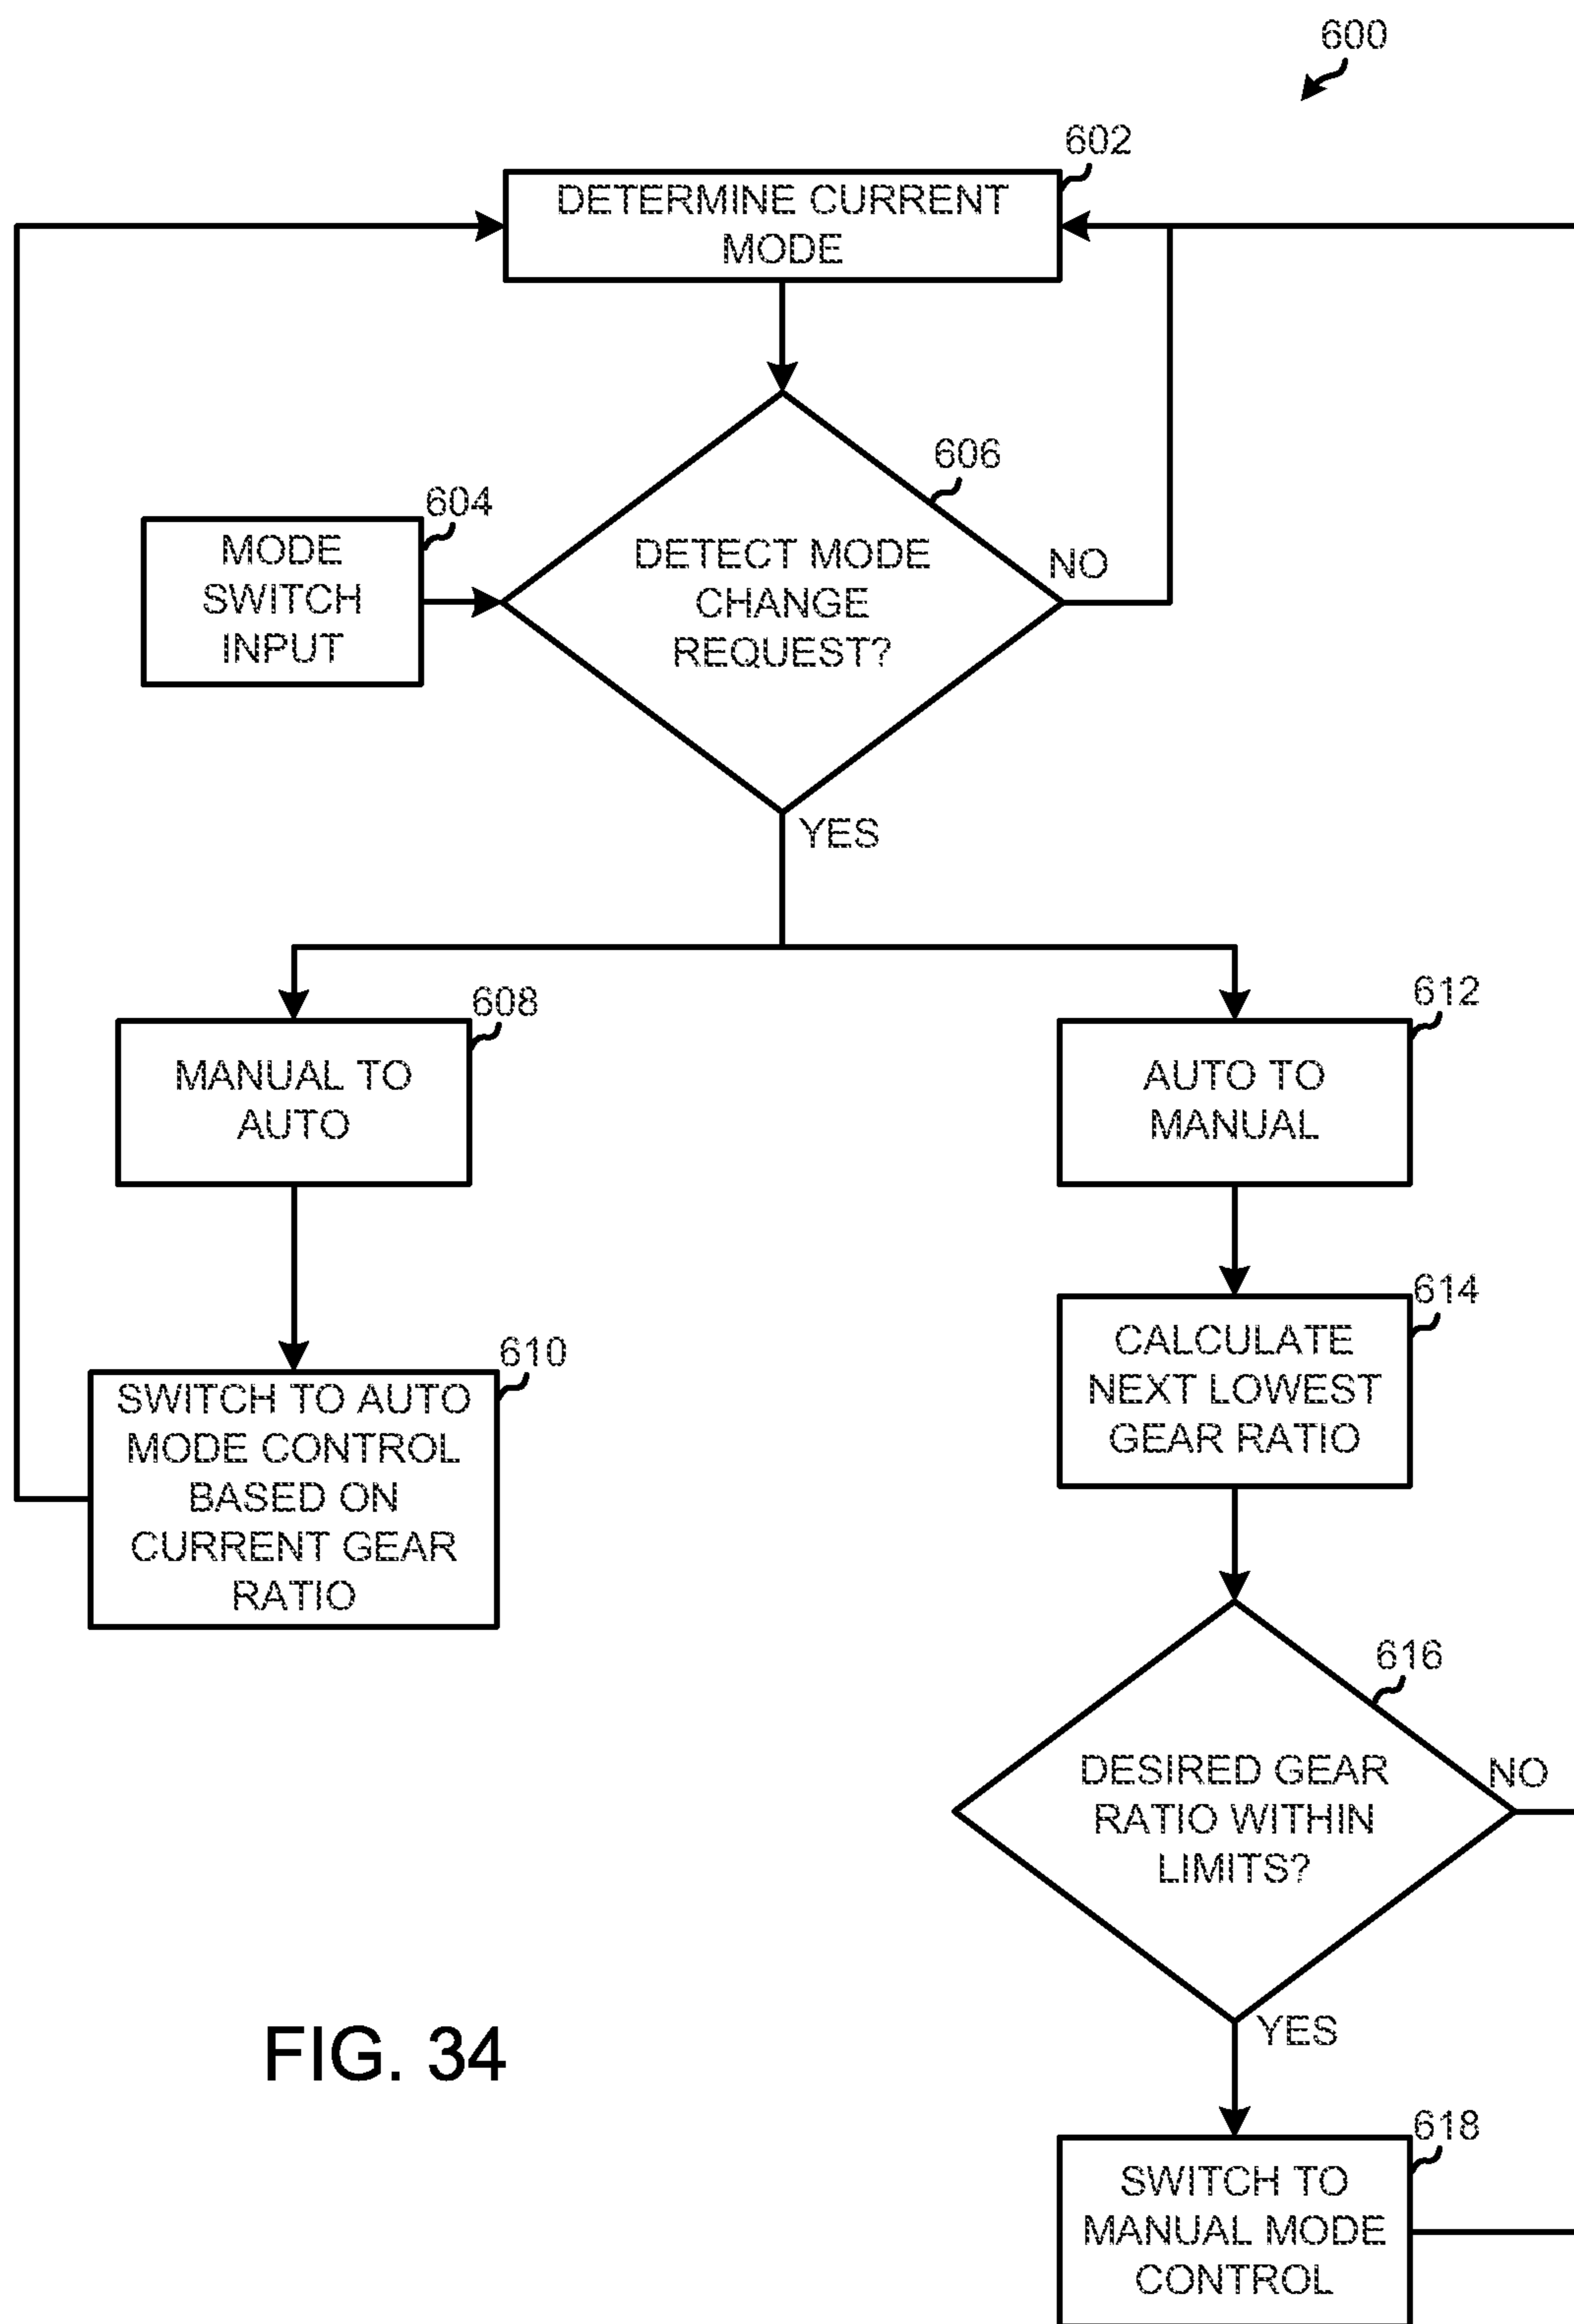 600
602
DETERMINE CURRENT
MODE
606
604
MODE
SWITCH
INPUT
DETECT MODE
CHANGE
REQUEST?
NO
YES
608
MANUAL TO
AUTO
612
AUTO TO
MANUAL
614
CALCULATE
NEXT LOWEST
GEAR RATIO
610
SWITCH TO AUTO
MODE CONTROL
BASED ON
CURRENT GEAR
RATIO
616
DESIRED GEAR
RATIO WITHIN
LIMITS?
NO
YES
FIG. 34
618
SWITCH TO
MANUAL MODE
CONTROL